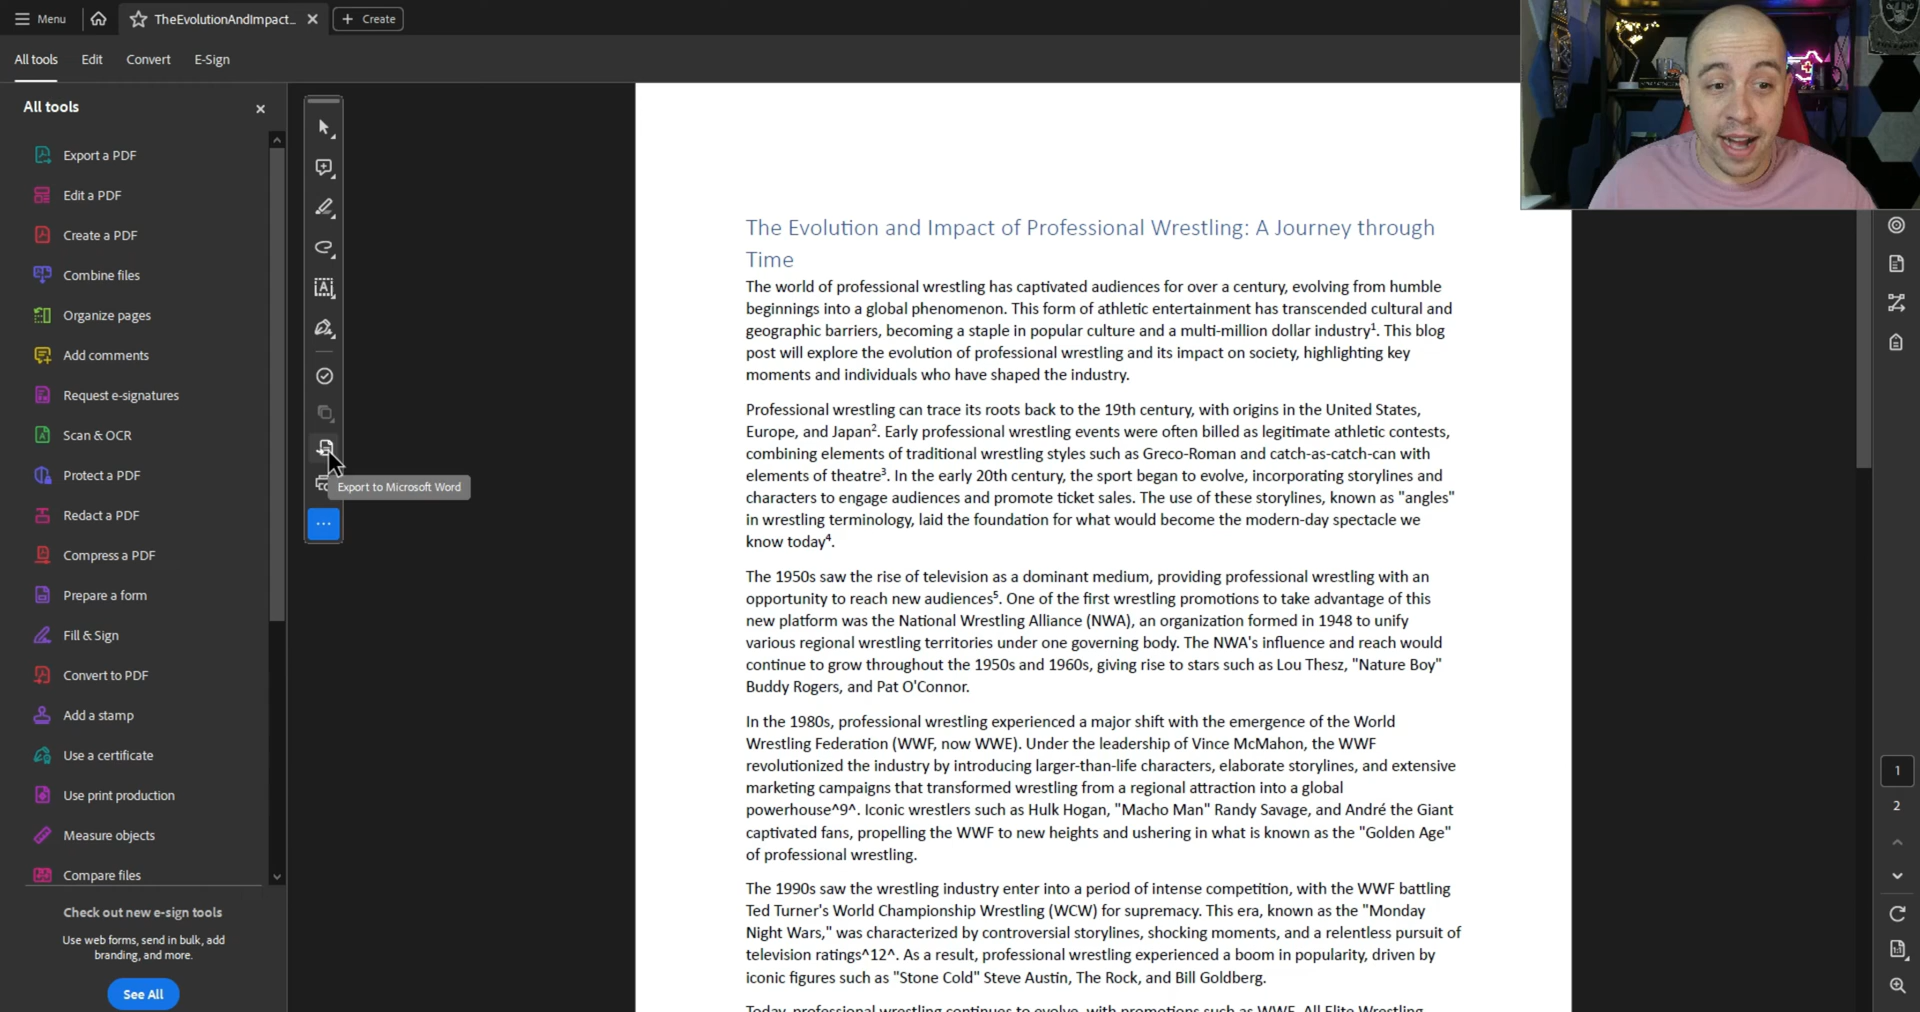 Menu
TheEvolutionAndImpact...
Create
All tools
Edit
Convert
E-Sign
All tools
Export a PDF
Edit a PDF
Create a PDF
Combine files
Organize pages
Add comments
Request e-signatures
Scan & OCR
Protect a PDF
Redact a PDF
Compress a PDF
Prepare a form
Fill & Sign
Convert to PDF
Add a stamp
Use a certificate
Use print production
Measure objects
Compare files
Check out new e-sign tools
Use web forms, send in bulk, add
branding, and more.
See All
Export to Microsoft Word
The Evolution and Impact of Professional Wrestling: A Journey through
Time
The world of professional wrestling has captivated audiences for over a century, evolving from humble
beginnings into a global phenomenon. This form of athletic entertainment has transcended cultural and
geographic barriers, becoming a staple in popular culture and a multi-million dollar industry¹. This blog
post will explore the evolution of professional wrestling and its impact on society, highlighting key
moments and individuals who have shaped the industry.
Professional wrestling can trace its roots back to the 19th century, with origins in the United States,
Europe, and Japan². Early professional wrestling events were often billed as legitimate athletic contests,
combining elements of traditional wrestling styles such as Greco-Roman and catch-as-catch-can with
elements of theatre³. In the early 20th century, the sport began to evolve, incorporating storylines and
characters to engage audiences and promote ticket sales. The use of these storylines, known as "angles"
in wrestling terminology, laid the foundation for what would become the modern-day spectacle we
know today⁴.
The 1950s saw the rise of television as a dominant medium, providing professional wrestling with an
opportunity to reach new audiences⁵. One of the first wrestling promotions to take advantage of this
new platform was the National Wrestling Alliance (NWA), an organization formed in 1948 to unify
various regional wrestling territories under one governing body. The NWA's influence and reach would
continue to grow throughout the 1950s and 1960s, giving rise to stars such as Lou Thesz, "Nature Boy"
Buddy Rogers, and Pat O'Connor.
In the 1980s, professional wrestling experienced a major shift with the emergence of the World
Wrestling Federation (WWF, now WWE). Under the leadership of Vince McMahon, the WWF
revolutionized the industry by introducing larger-than-life characters, elaborate storylines, and extensive
marketing campaigns that transformed wrestling from a regional attraction into a global
powerhouse^9^. Iconic wrestlers such as Hulk Hogan, "Macho Man" Randy Savage, and André the Giant
captivated fans, propelling the WWF to new heights and ushering in what is known as the "Golden Age"
of professional wrestling.
The 1990s saw the wrestling industry enter into a period of intense competition, with the WWF battling
Ted Turner's World Championship Wrestling (WCW) for supremacy. This era, known as the "Monday
Night Wars," was characterized by controversial storylines, shocking moments, and a relentless pursuit of
television ratings^12^. As a result, professional wrestling experienced a boom in popularity, driven by
iconic figures such as "Stone Cold" Steve Austin, The Rock, and Bill Goldberg.
Today, professional wrestling continues to evolve, with promotions such as WWE, All Elite Wrestling
1
2